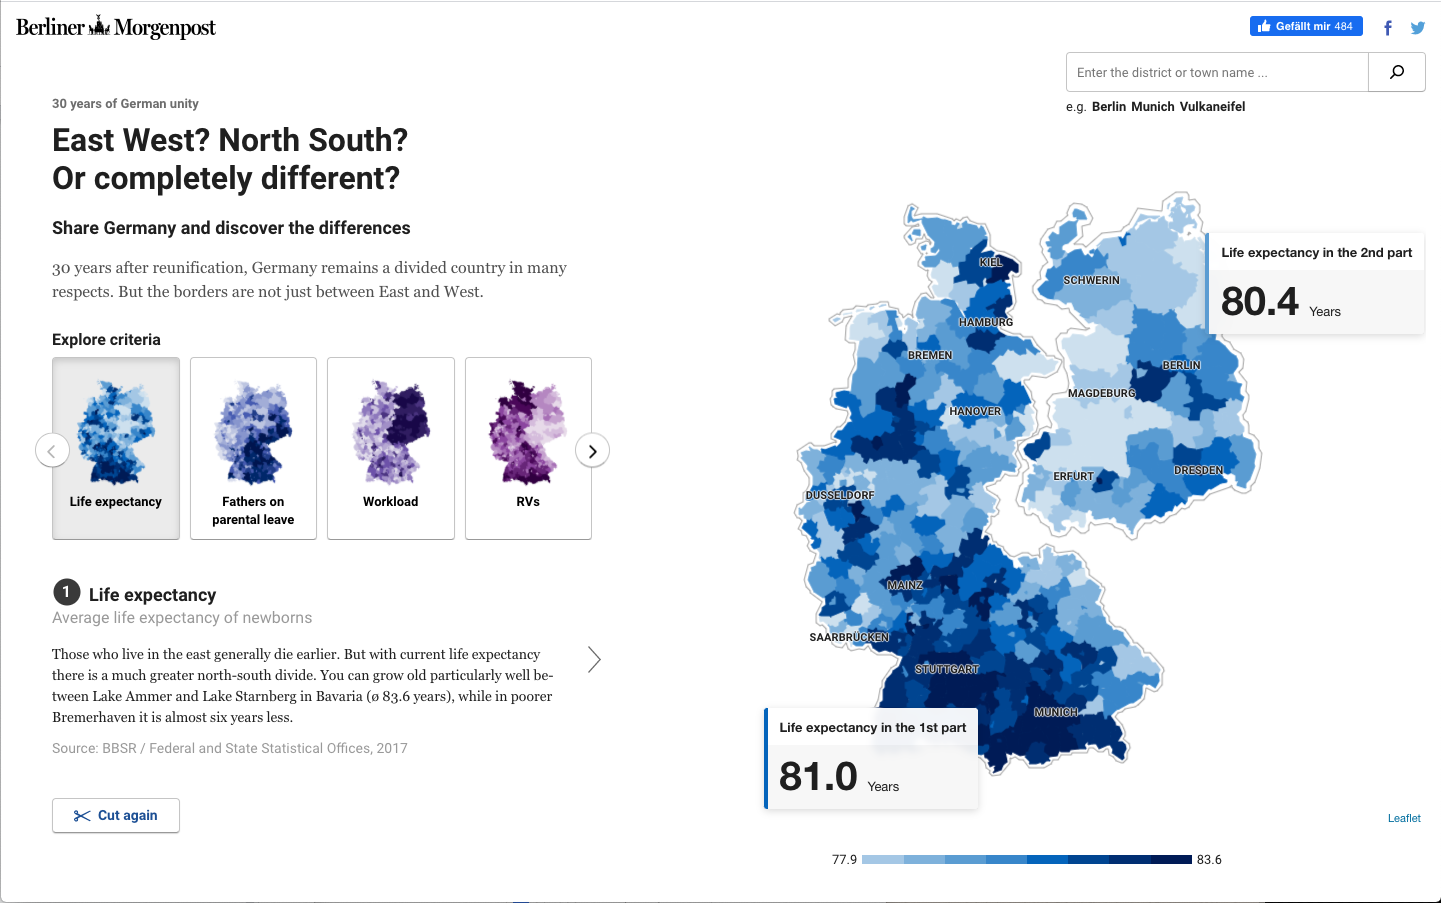 Berliner Morgenpost
Gefällt mir 484
Enter the district or town name ...
e.g. Berlin Munich Vulkaneifel
30 years of German unity
East West? North South?
Or completely different?
Share Germany and discover the differences
30 years after reunification, Germany remains a divided country in many
respects. But the borders are not just between East and West.
Explore criteria
Life expectancy
Fathers on
parental leave
Workload
RVs
1 Life expectancy
Average life expectancy of newborns
Those who live in the east generally die earlier. But with current life expectancy
there is a much greater north-south divide. You can grow old particularly well be-
tween Lake Ammer and Lake Starnberg in Bavaria (ø 83.6 years), while in poorer
Bremerhaven it is almost six years less.
Source: BBSR / Federal and State Statistical Offices, 2017
Cut again
KIEL
SCHWERIN
HAMBURG
BREMEN
BERLIN
MAGDEBURG
HANOVER
DRESDEN
ERFURT
DUSSELDORF
MAINZ
SAARBRÜCKEN
STUTTGART
MUNICH
Life expectancy in the 2nd part
80.4 Years
Life expectancy in the 1st part
81.0 Years
Leaflet
77.9
83.6